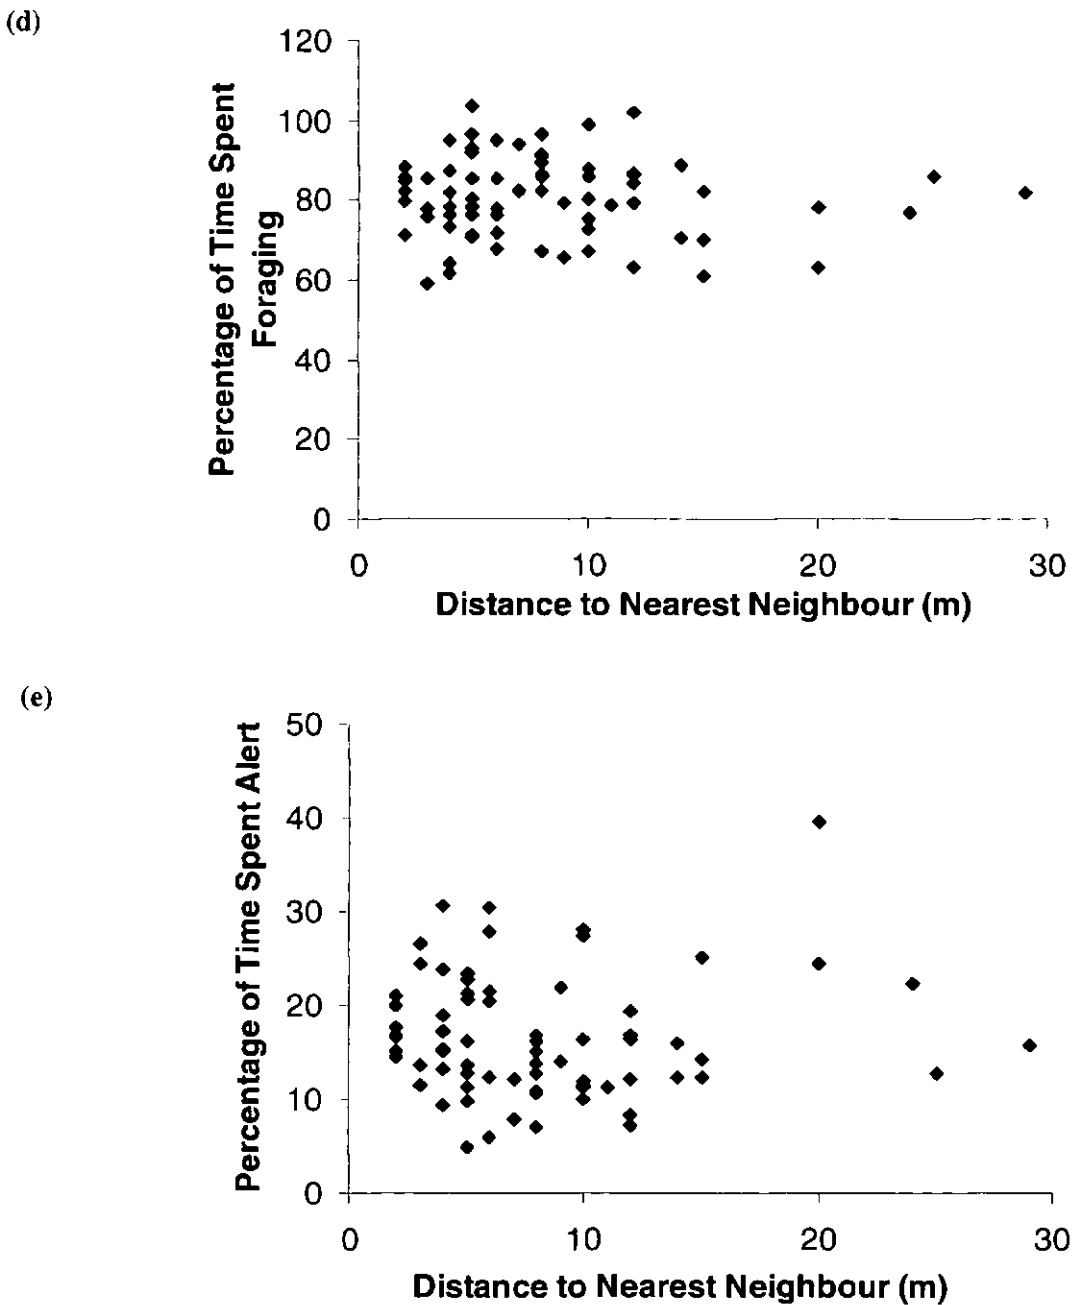 (d)
120
100
80
60
40
20
0
Percentage of Time Spent
Foraging
0 10 20 30
Distance to Nearest Neighbour (m)
(e)
50
40
30
20
10
0
Percentage of Time Spent Alert
0 10 20 30
Distance to Nearest Neighbour (m)